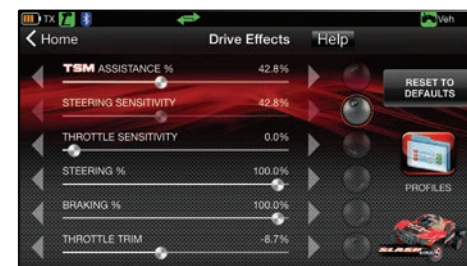 TX Veh
Home Drive Effects Help
TSM ASSISTANCE % 42.8%
RESET TO
DEFAULTS
STEERING SENSITIVITY 42.8%
THROTTLE SENSITIVITY 0.0%
STEERING % 100.0%
PROFILES
BRAKING % 100.0%
THROTTLE TRIM -8.7%
SLASH